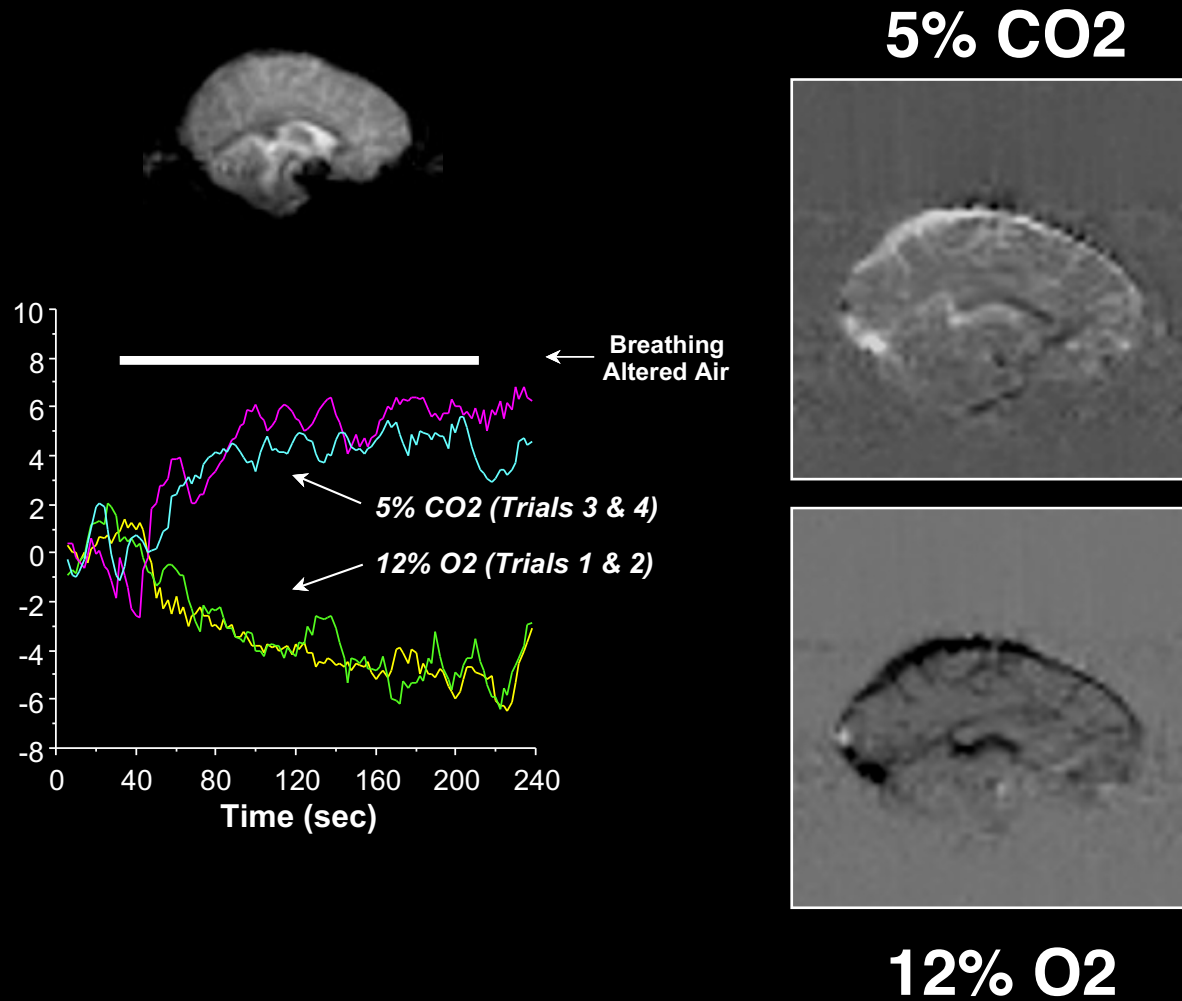 5% CO2
10
8
6
4
2
0
-2
-4
-6
-8
Breathing
Altered Air
5% CO2 (Trials 3 & 4)
12% O2 (Trials 1 & 2)
0 40 80 120 160 200 240
Time (sec)
12% O2